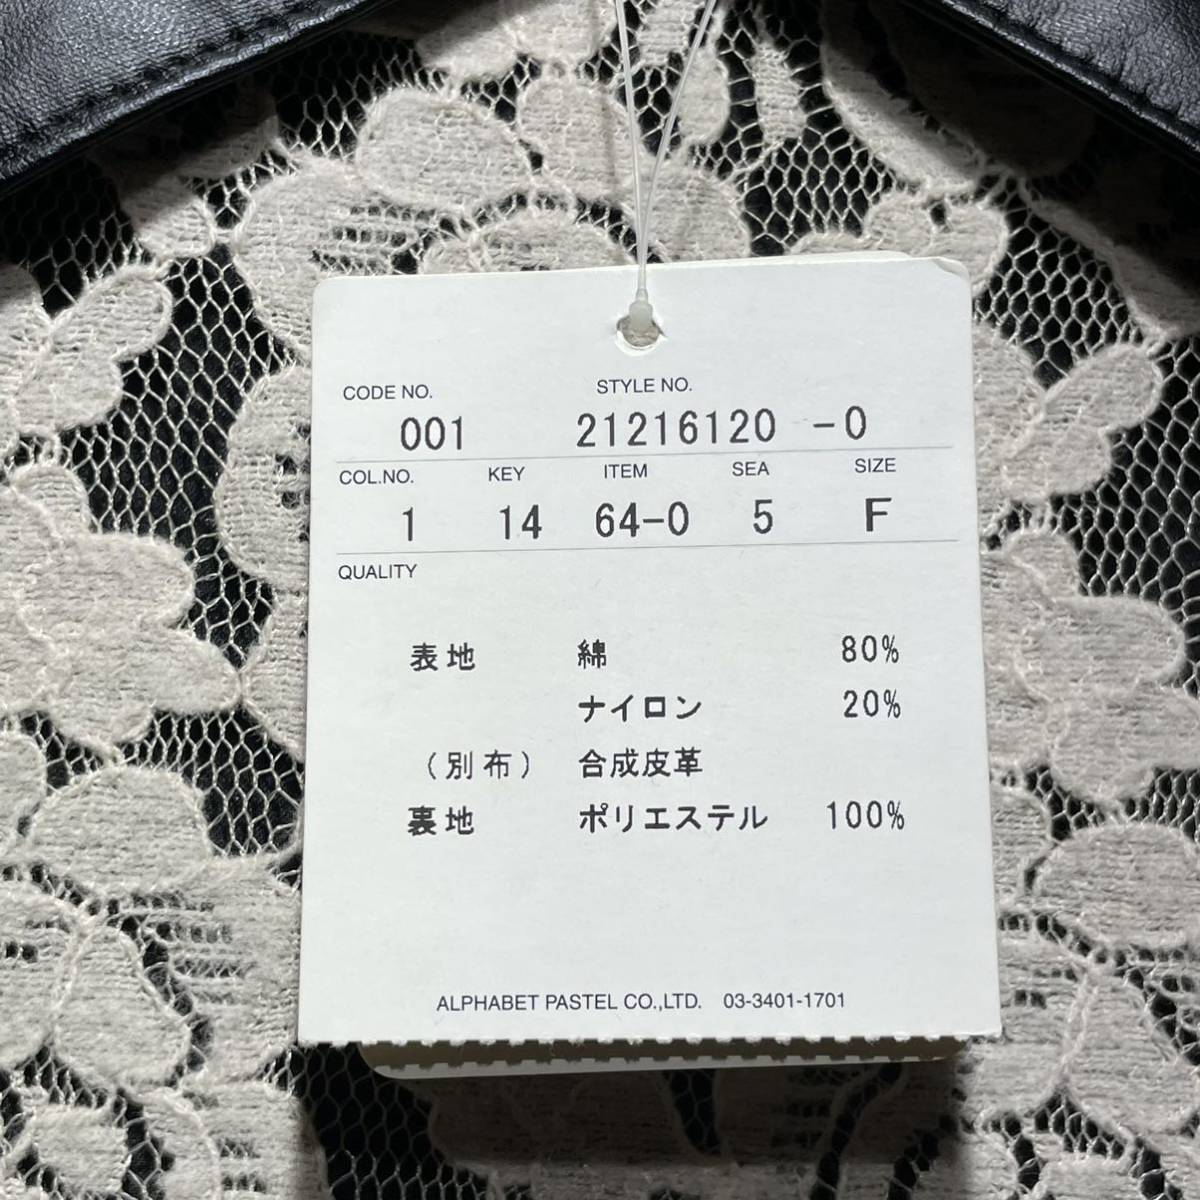 CODE NO. STYLE NO.
001 21216120 -0
COL.NO. KEY ITEM SEA SIZE
1 14 64-0 5 F
QUALITY
表地 綿 80%
ナイロン 20%
(別布) 合成皮革
裏地 ポリエステル 100%
ALPHABET PASTEL CO.,LTD. 03-3401-1701